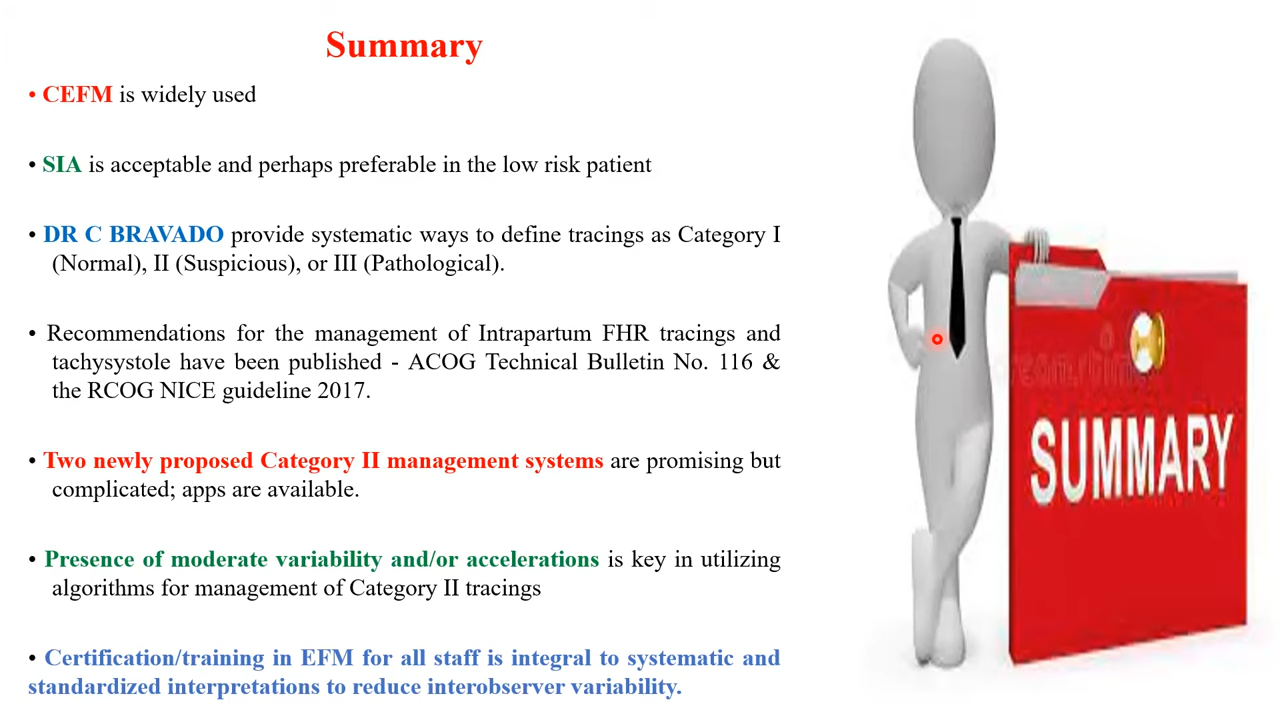 Summary
• CEFM is widely used
• SIA is acceptable and perhaps preferable in the low risk patient
• DR C BRAVADO provide systematic ways to define tracings as Category I
(Normal), II (Suspicious), or III (Pathological).
• Recommendations for the management of Intrapartum FHR tracings and
tachysystole have been published - ACOG Technical Bulletin No. 116 &
the RCOG NICE guideline 2017.
• Two newly proposed Category II management systems are promising but
complicated; apps are available.
• Presence of moderate variability and/or accelerations is key in utilizing
algorithms for management of Category II tracings
• Certification/training in EFM for all staff is integral to systematic and
standardized interpretations to reduce interobserver variability.
SUMMARY